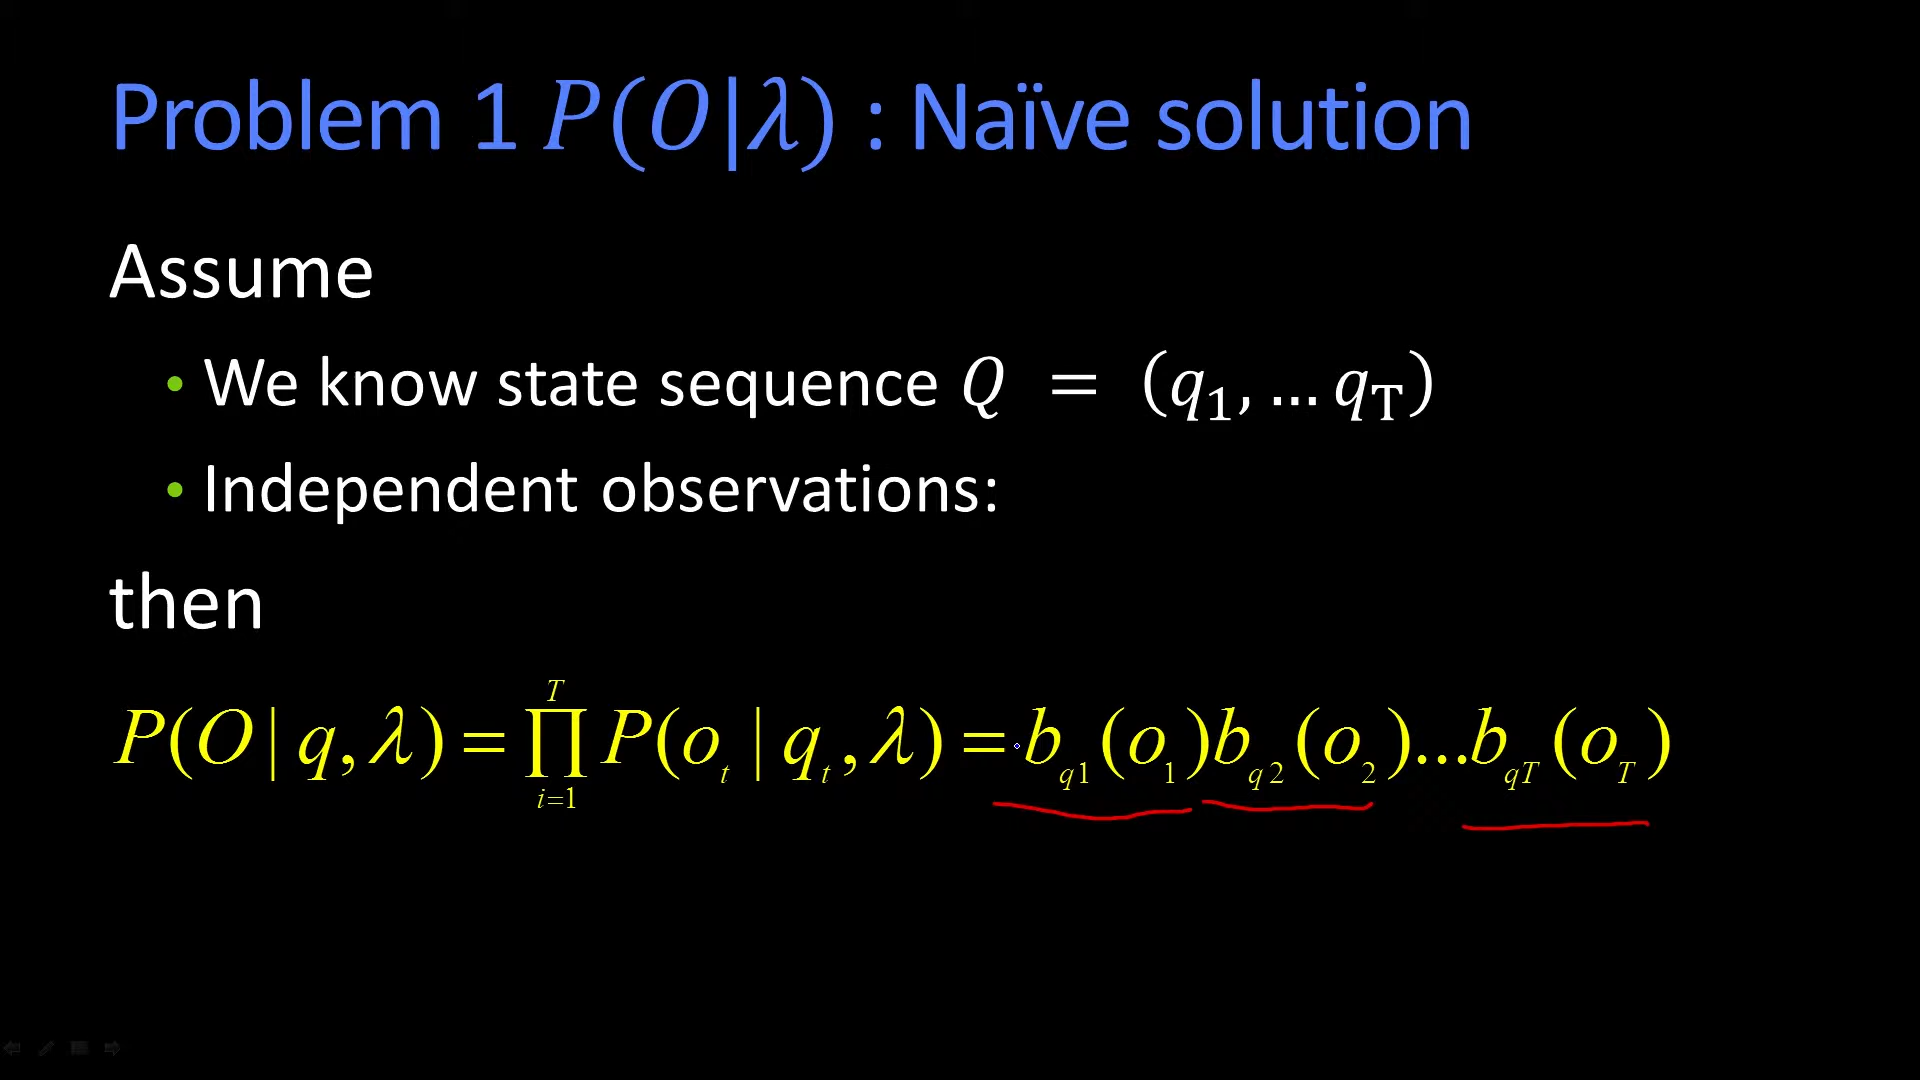 Problem 1 P(O|λ) : Naïve solution
Assume
• We know state sequence Q = (q₁, … q_T)
• Independent observations:
then
P(O | q, λ) = ∏_{i=1}^{T} P(o_t | q_t, λ) = b_{q1}(o_1)b_{q2}(o_2)...b_{qT}(o_T)